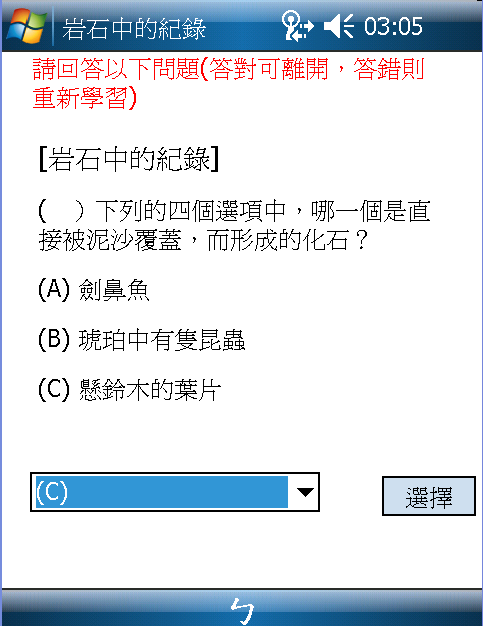 岩石中的紀錄 03:05
請回答以下問題(答對可離開，答錯則
重新學習)
[岩石中的紀錄]
(　) 下列的四個選項中，哪一個是直
接被泥沙覆蓋，而形成的化石？
(A) 劍鼻魚
(B) 琥珀中有隻昆蟲
(C) 懸鈴木的葉片
(C) 選擇
ㄅ